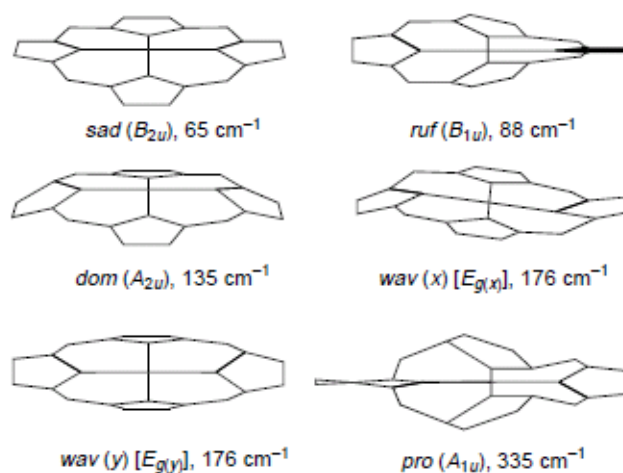 sad (B2u), 65 cm⁻¹
ruf (B1u), 88 cm⁻¹
dom (A2u), 135 cm⁻¹
wav (x) [Eg(x)], 176 cm⁻¹
wav (y) [Eg(y)], 176 cm⁻¹
pro (A1u), 335 cm⁻¹